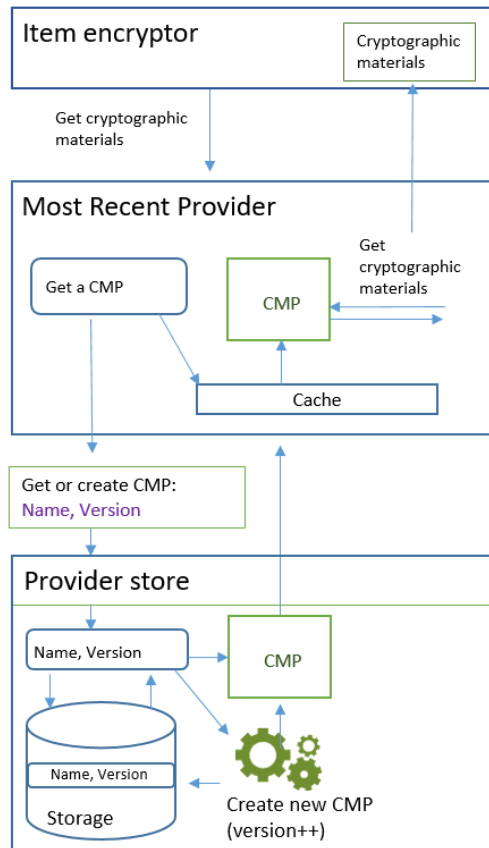 Item encryptor
Cryptographic
materials
Get cryptographic
materials
Most Recent Provider
Get a CMP
CMP
Get
cryptographic
materials
Cache
Get or create CMP:
Name, Version
Provider store
Name, Version
CMP
Name, Version
Storage
Create new CMP
(version++)